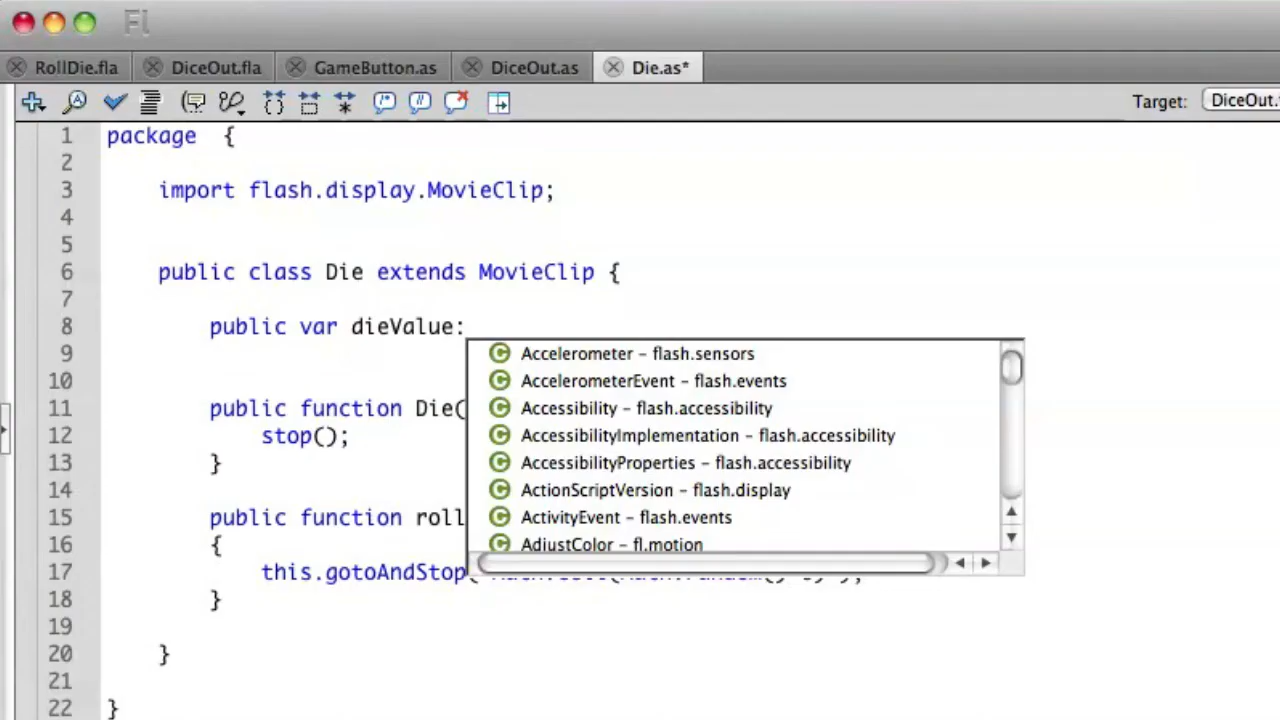 Fl
RollDie.fla DiceOut.fla GameButton.as DiceOut.as Die.as*
Target: DiceOut.
1 package {
2
3 import flash.display.MovieClip;
4
5
6 public class Die extends MovieClip {
7
8 public var dieValue:
9 Accelerometer – flash.sensors
10 AccelerometerEvent – flash.events
11 public function Die( Accessibility – flash.accessibility
12 stop(); AccessibilityImplementation – flash.accessibility
13 } AccessibilityProperties – flash.accessibility
14 ActionScriptVersion – flash.display
15 public function roll ActivityEvent – flash.events
16 { AdjustColor – fl.motion
17 this.gotoAndStop(
18 }
19
20 }
21
22 }